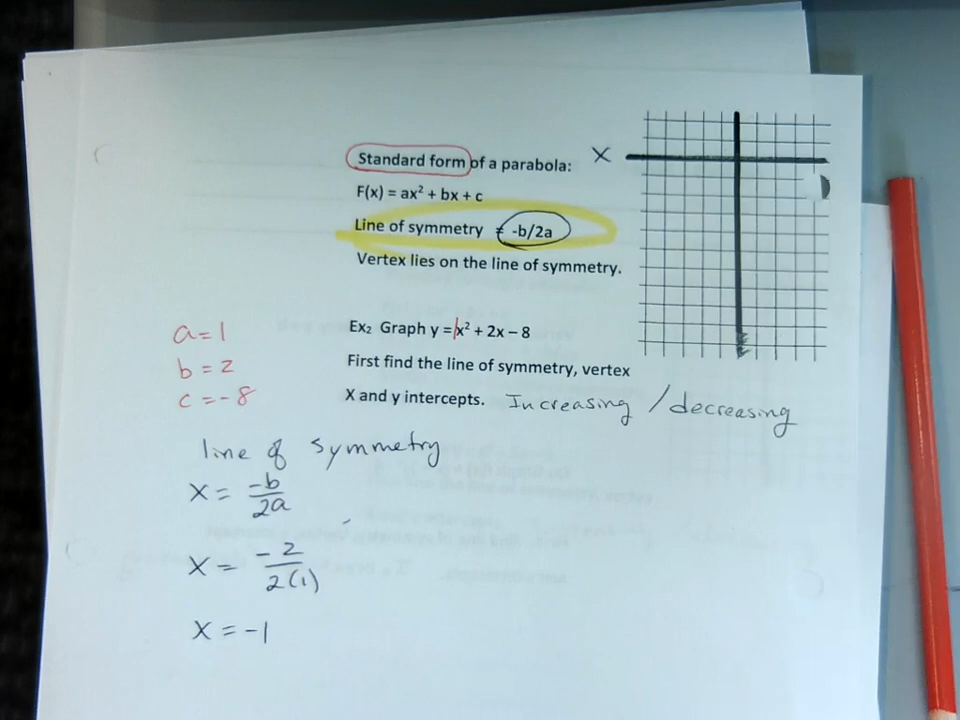 Standard form of a parabola:
X
F(x) = ax² + bx + c
Line of symmetry = -b/2a
Vertex lies on the line of symmetry.
a=1
b=2
c=-8
Ex₂ Graph y = 1x² + 2x – 8
First find the line of symmetry, vertex
X and y intercepts. Increasing / decreasing
line of symmetry
X = -b/2a
X = -2/2(1)
X = -1